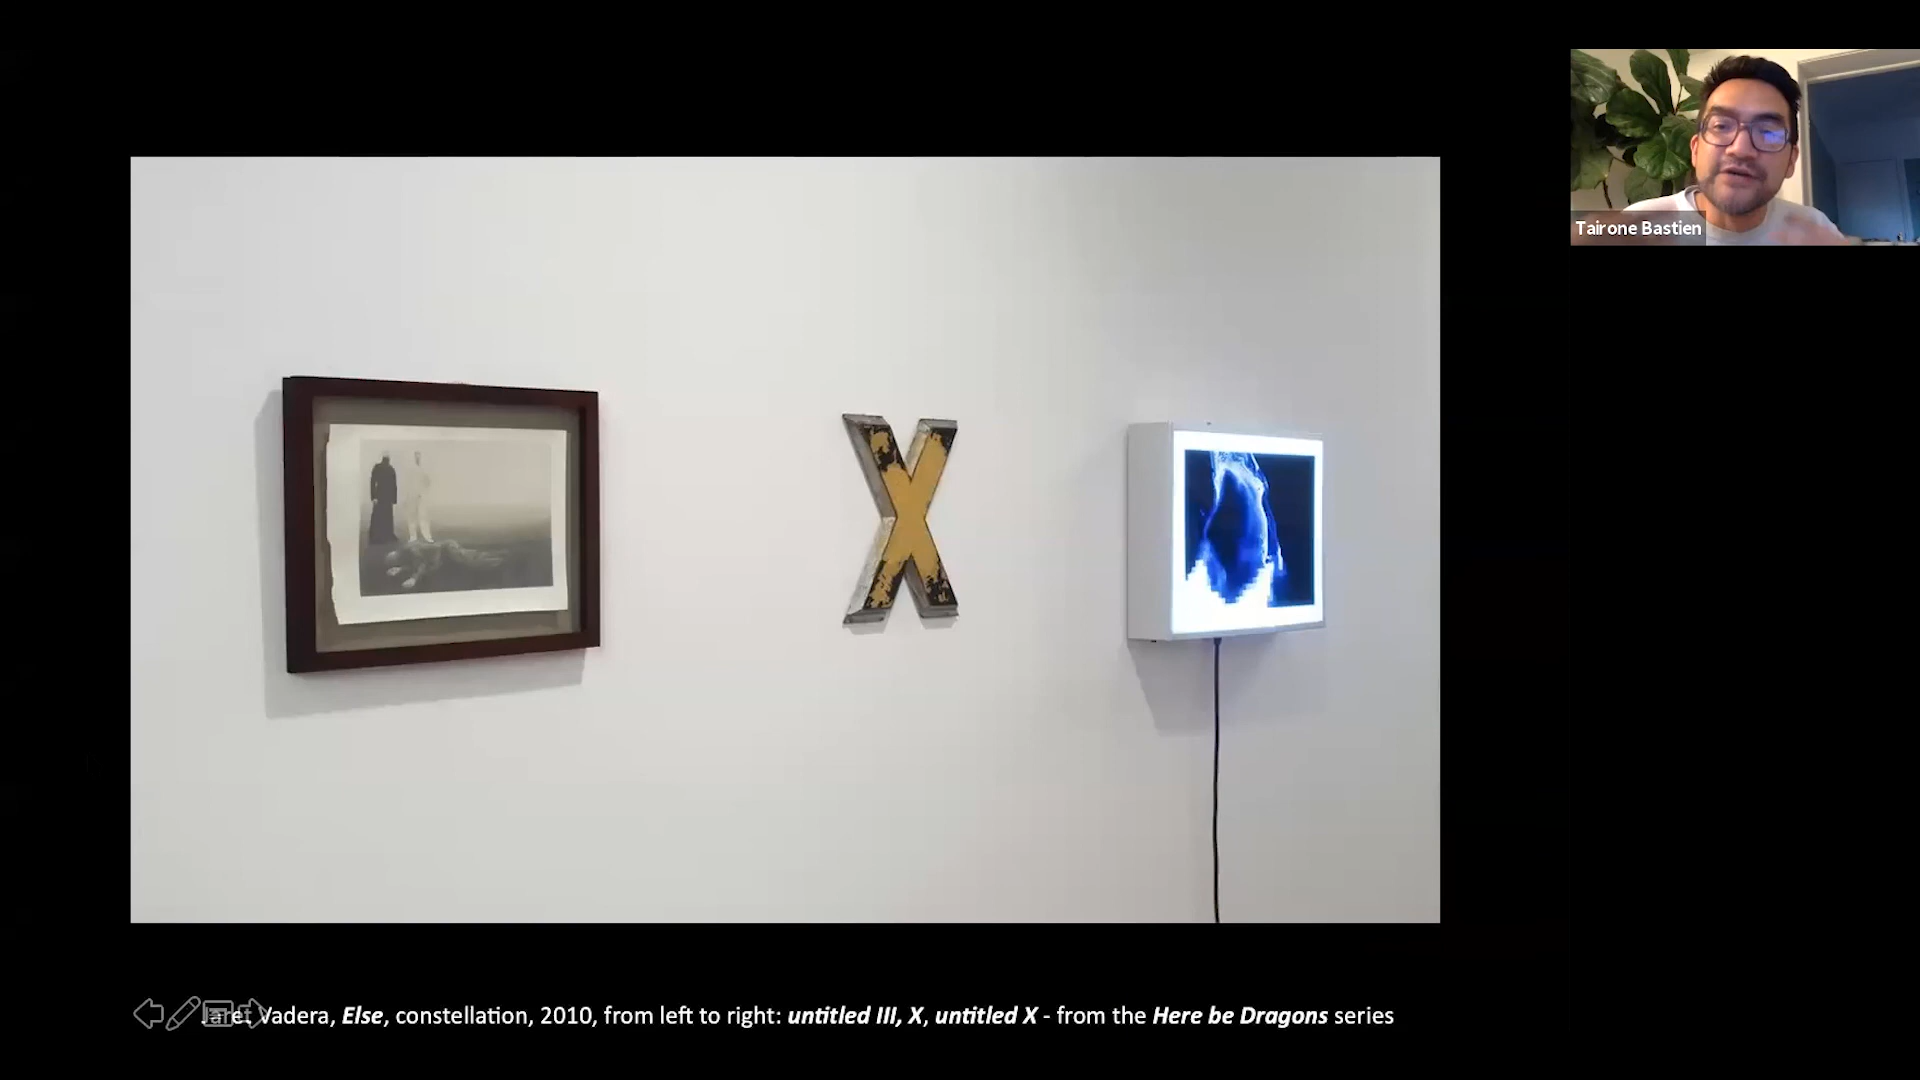 Tairone Bastien
X
Jaret Vadera, Else, constellation, 2010, from left to right: untitled III, X, untitled X - from the Here be Dragons series